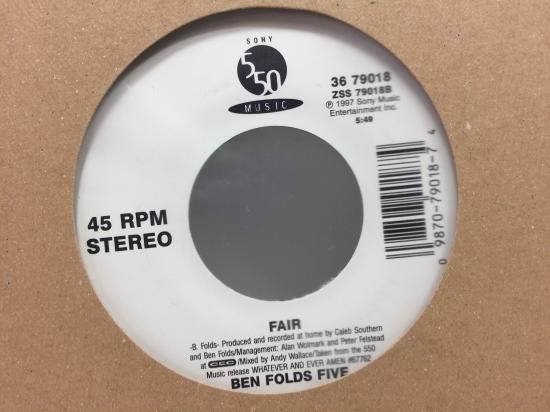 SONY
550
MUSIC
36 79018
ZSS 79018B
℗ 1997 Sony Music
Entertainment Inc.
5:49
45 RPM
STEREO
0 9870-79018-7 4
FAIR
-B. Folds- Produced and recorded at home by Caleb Southern
and Ben Folds/Management: Alan Wolmark and Peter Felstead
at CEC/Mixed by Andy Wallace/Taken from the 550
Music release WHATEVER AND EVER AMEN #67762
BEN FOLDS FIVE